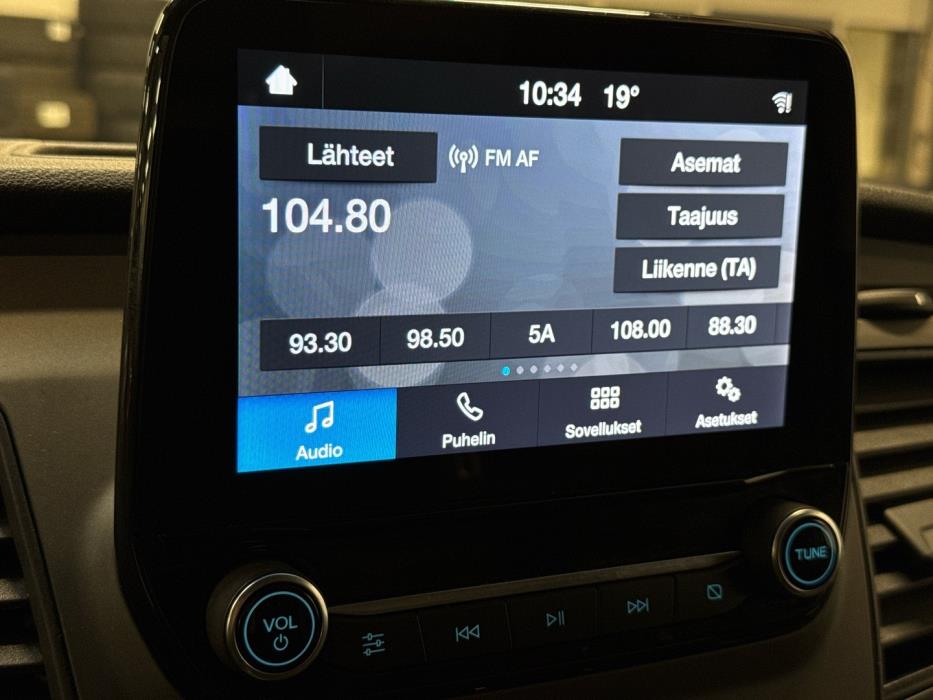 10:34 19°
Lähteet FM AF Asemat
104.80
Taajuus
Liikenne (TA)
93.30 98.50 5A 108.00 88.30
Audio Puhelin Sovellukset Asetukset
VOL
TUNE